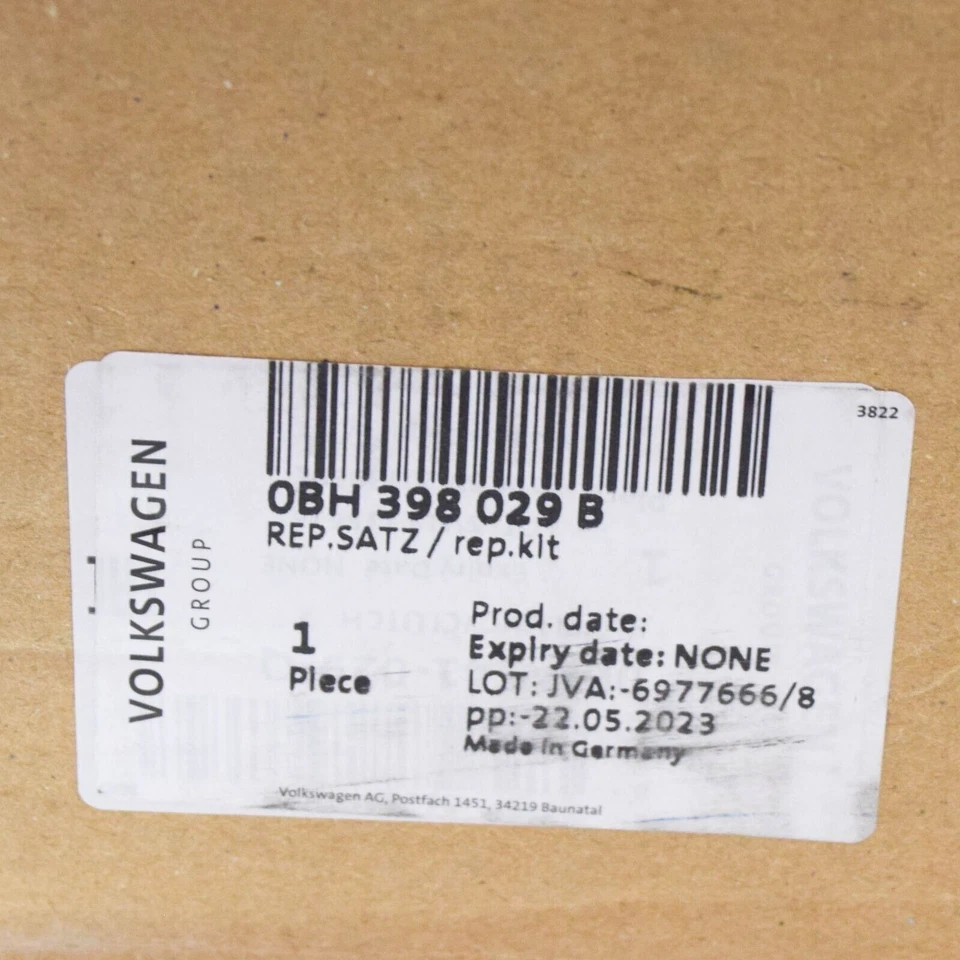 3822
VOLKSWAGEN
GROUP
0BH 398 029 B
REP.SATZ / rep.kit
1
Piece
Prod. date:
Expiry date: NONE
LOT: JVA:-6977666/8
pp:-22.05.2023
Made in Germany
Volkswagen AG, Postfach 1451, 34219 Baunatal